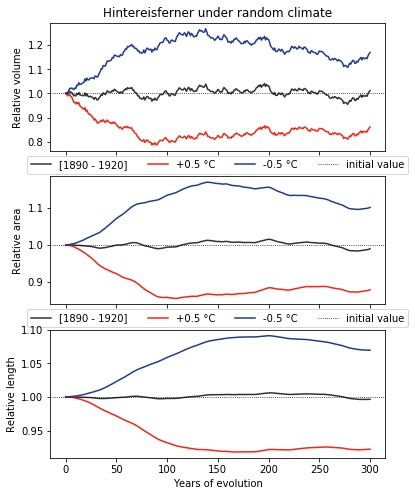 Hintereisferner under random climate
Relative volume
1.2
1.1
1.0
0.9
0.8
[1890 - 1920] +0.5 °C -0.5 °C initial value
Relative area
1.1
1.0
0.9
[1890 - 1920] +0.5 °C -0.5 °C initial value
Relative length
1.10
1.05
1.00
0.95
0 50 100 150 200 250 300
Years of evolution